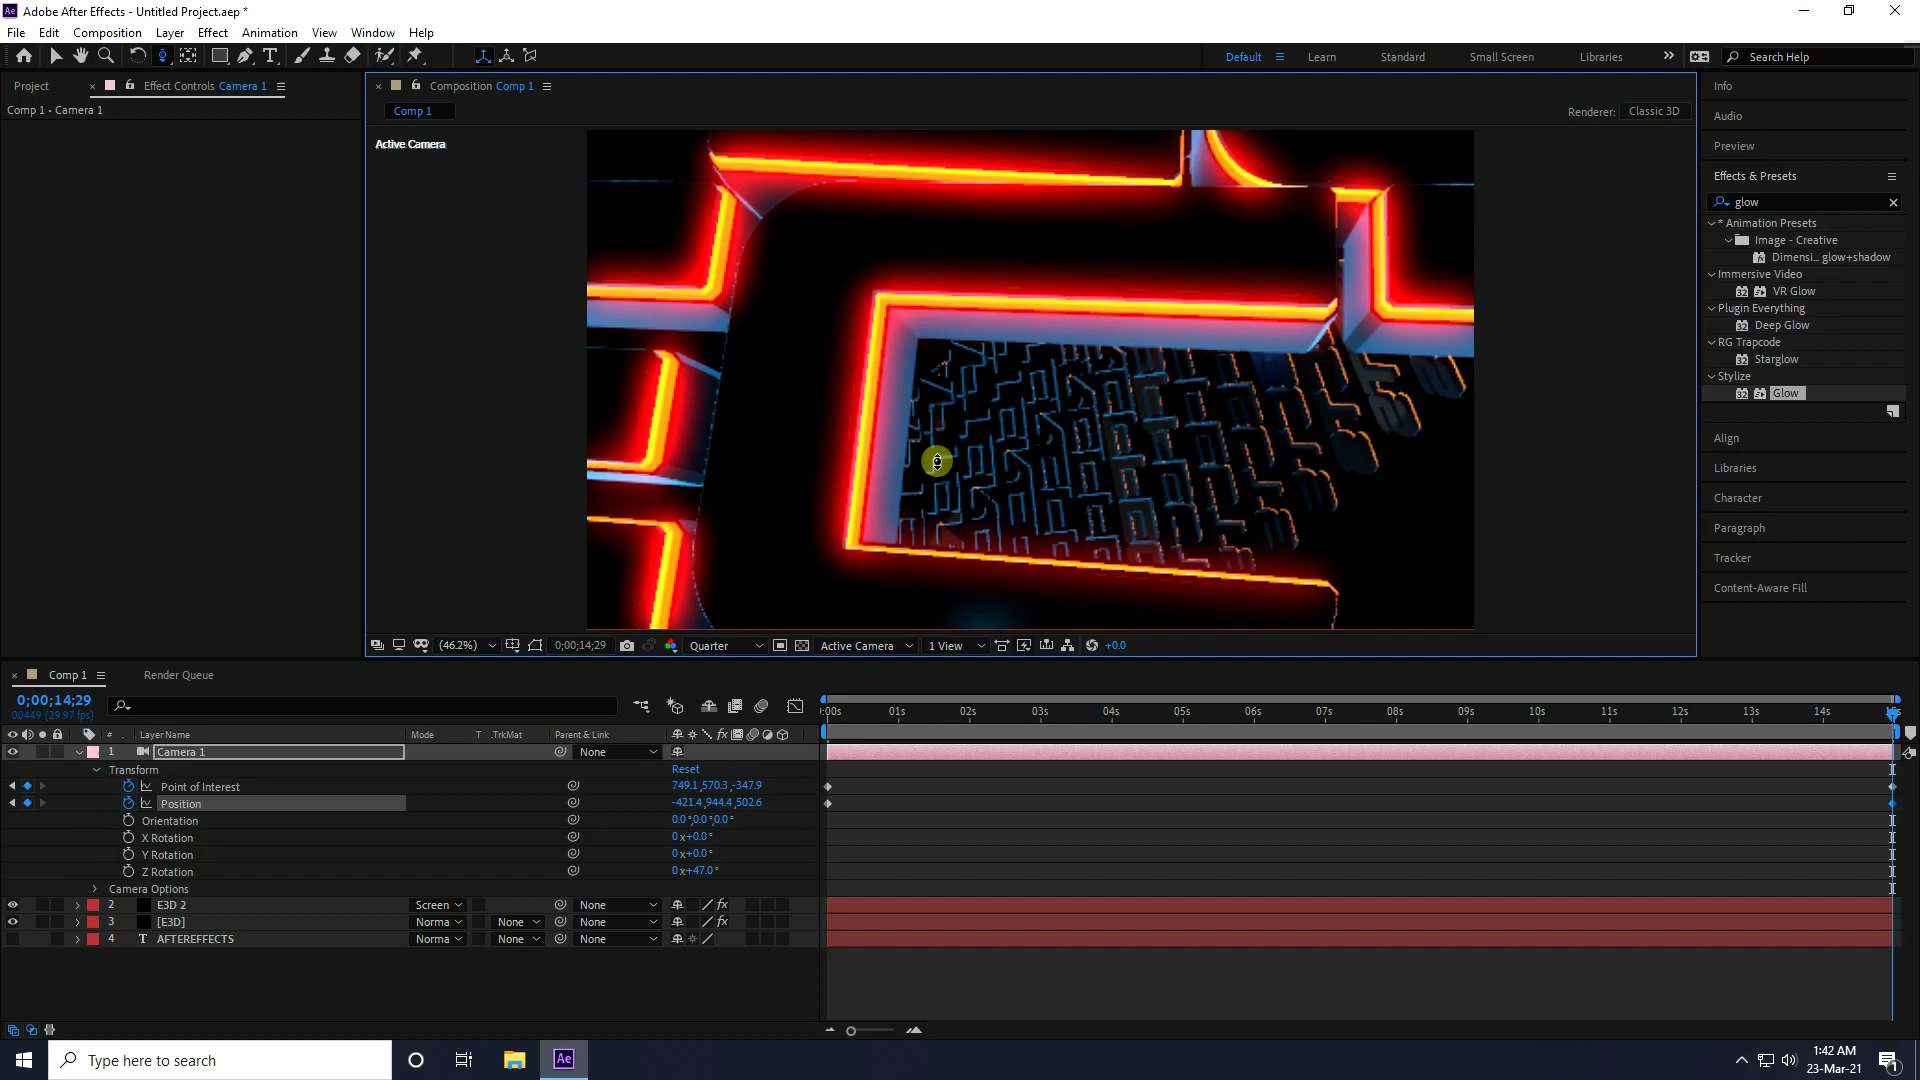 Adobe After Effects - Untitled Project.aep *
File Edit Composition Layer Effect Animation View Window Help
Default Learn Standard Small Screen Libraries Search Help
Project Effect Controls Camera 1
Comp 1 • Camera 1
Composition Comp 1
Comp 1
Renderer: Classic 3D
Active Camera
(46.2%) 0;00;14;29 Quarter Active Camera 1 View +0.0
Info
Audio
Preview
Effects & Presets
glow
* Animation Presets
Image - Creative
Dimensi... glow+shadow
Immersive Video
VR Glow
Plugin Everything
Deep Glow
RG Trapcode
Starglow
Stylize
Glow
Align
Libraries
Character
Paragraph
Tracker
Content-Aware Fill
Comp 1 Render Queue
0;00;14;29
00449 (29.97 fps)
01s 02s 03s 04s 05s 06s 07s 08s 09s 10s 11s 12s 13s 14s
# Layer Name Mode T .TrkMat Parent & Link
1 Camera 1 None
Transform Reset
Point of Interest 749.1,570.3,-347.9
Position -421.4,944.4,502.6
Orientation 0.0°,0.0°,0.0°
X Rotation 0x+0.0°
Y Rotation 0x+0.0°
Z Rotation 0x+47.0°
Camera Options
2 E3D 2 Screen None
3 [E3D] Norma None None
4 T AFTEREFFECTS Norma None None
Type here to search
Ae
1:42 AM
23-Mar-21
1